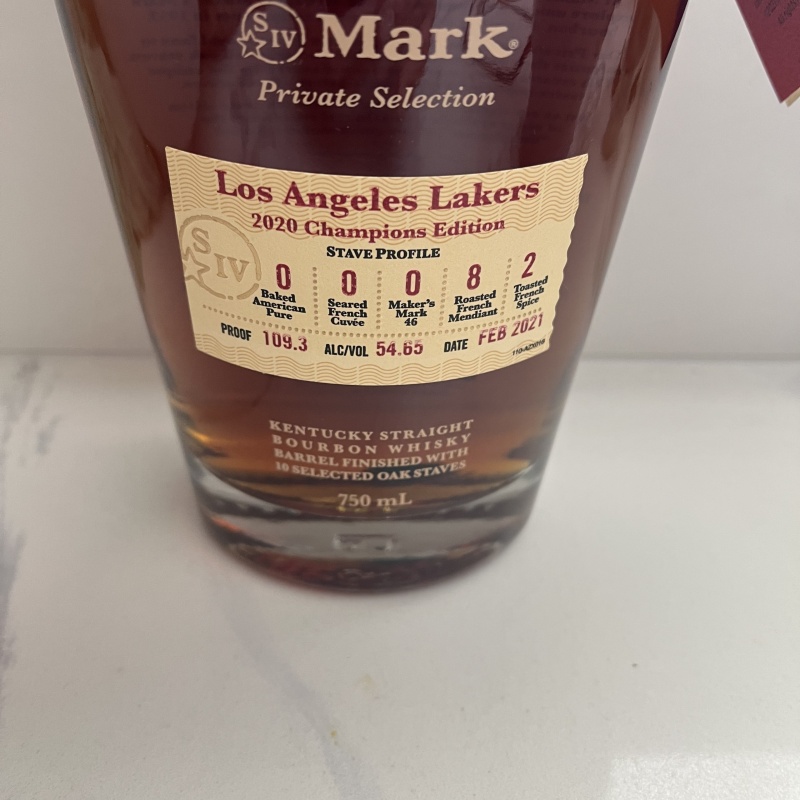 S IV Mark®
Private Selection
Los Angeles Lakers
2020 Champions Edition
STAVE PROFILE
S IV
0 0 0 8 2
Baked American Pure
Seared French Cuvée
Maker's Mark 46
Roasted French Mendiant
Toasted French Spice
PROOF 109.3 ALC/VOL 54.65 DATE FEB 2021
KENTUCKY STRAIGHT
BOURBON WHISKY
BARREL FINISHED WITH
10 SELECTED OAK STAVES
750 mL